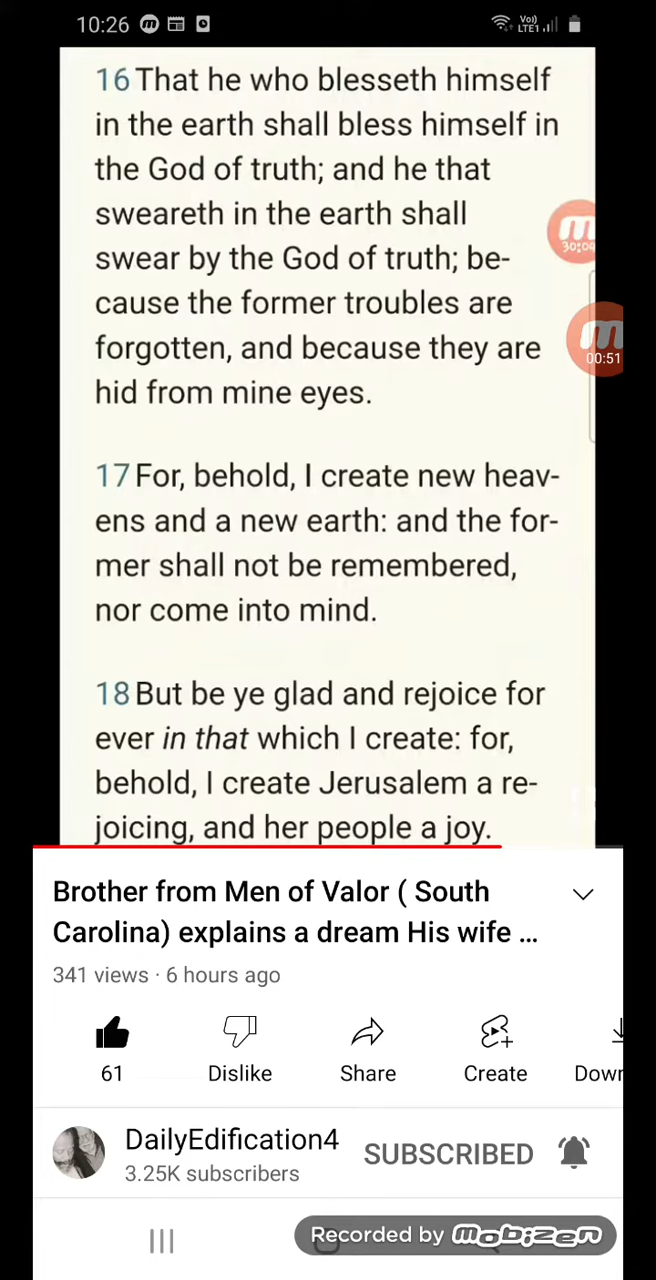 10:26
Vo))
LTE1
16 That he who blesseth himself
in the earth shall bless himself in
the God of truth; and he that
sweareth in the earth shall
swear by the God of truth; be-
cause the former troubles are
forgotten, and because they are
hid from mine eyes.
30:04
00:51
17 For, behold, I create new heav-
ens and a new earth: and the for-
mer shall not be remembered,
nor come into mind.
18 But be ye glad and rejoice for
ever in that which I create: for,
behold, I create Jerusalem a re-
joicing, and her people a joy.
Brother from Men of Valor ( South
Carolina) explains a dream His wife ...
341 views · 6 hours ago
61 Dislike Share Create Down
DailyEdification4 SUBSCRIBED
3.25K subscribers
Recorded by mobizen